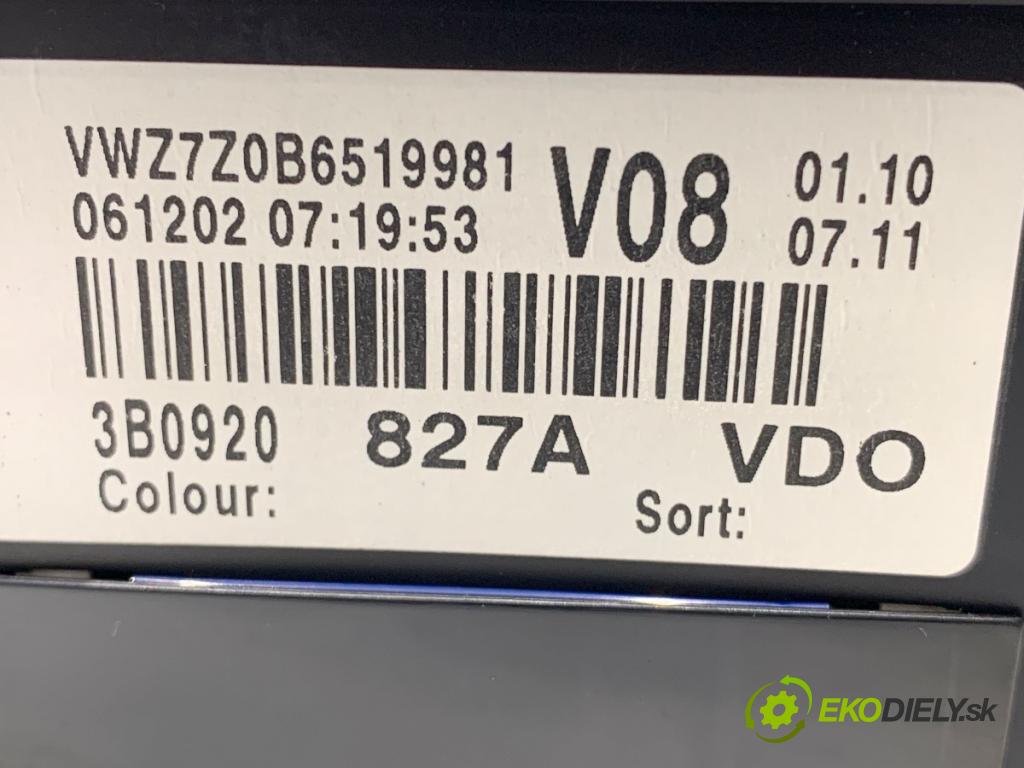 VWZ7Z0B6519981 V08 01.10
061202 07:19:53 07.11
3B0920 827A VDO
Colour: Sort:
EKODIELY.sk